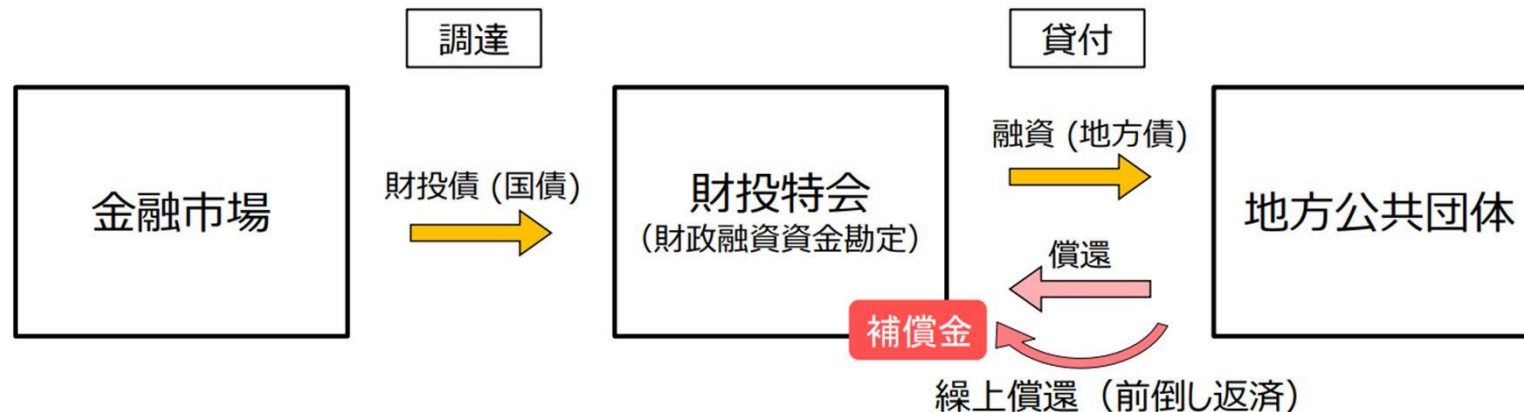 調達
貸付
金融市場
財投債 (国債)
財投特会
（財政融資資金勘定）
融資 (地方債)
償還
補償金
繰上償還（前倒し返済）
地方公共団体